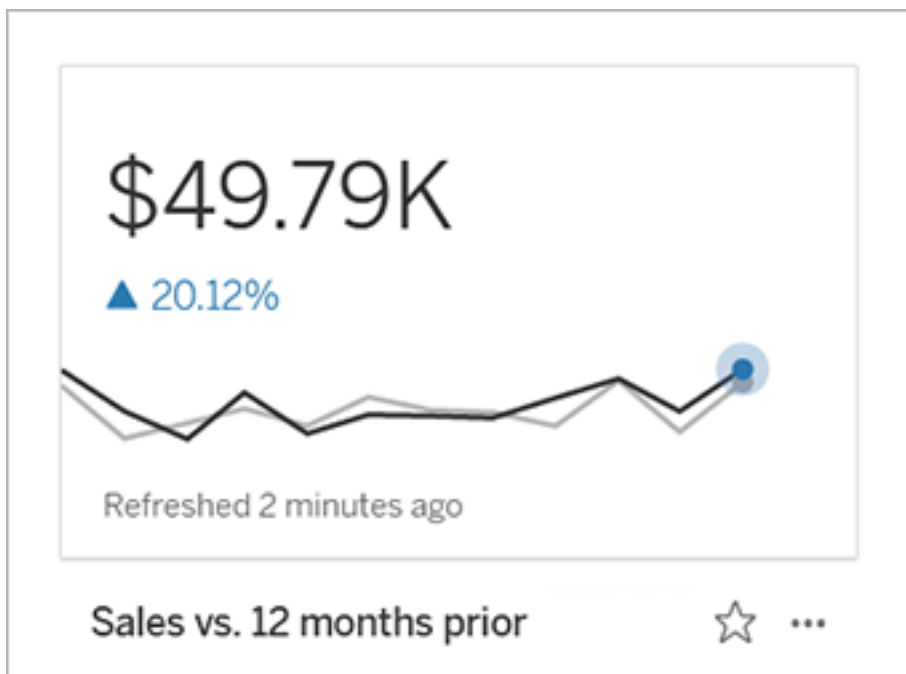 $49.79K
▲ 20.12%
Refreshed 2 minutes ago
Sales vs. 12 months prior